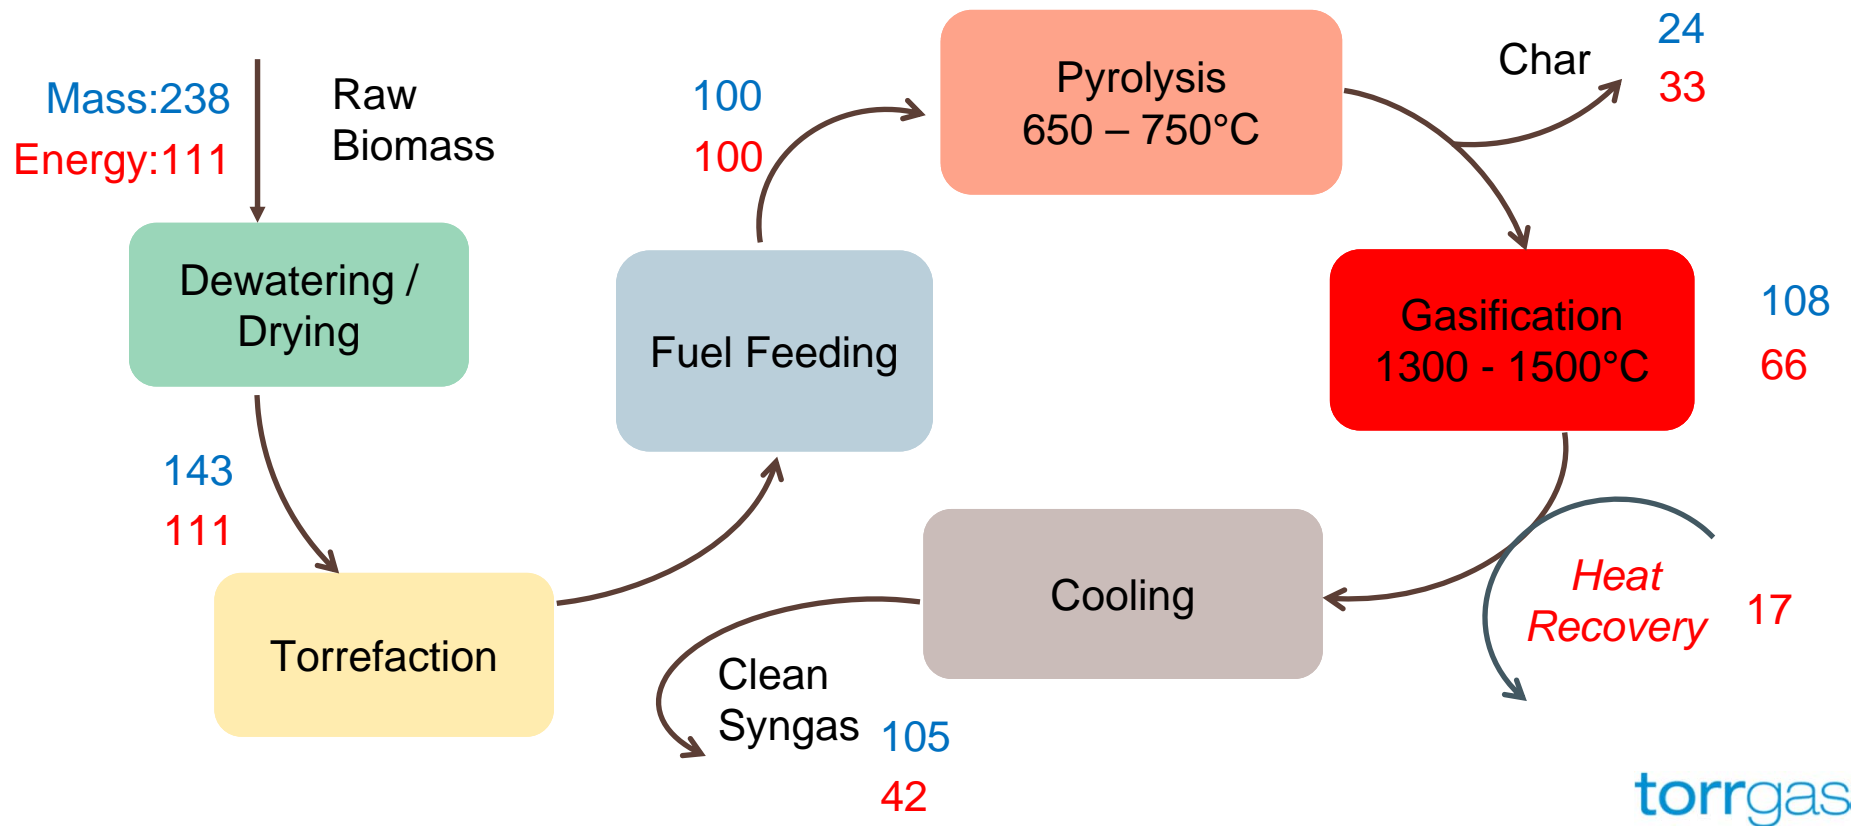 Mass:238
Energy:111
Raw
Biomass
Dewatering /
Drying
143
111
Torrefaction
Fuel Feeding
100
100
Pyrolysis
650 – 750°C
Char
24
33
Gasification
1300 - 1500°C
108
66
Heat
Recovery
17
Cooling
Clean
Syngas
105
42
torrgas